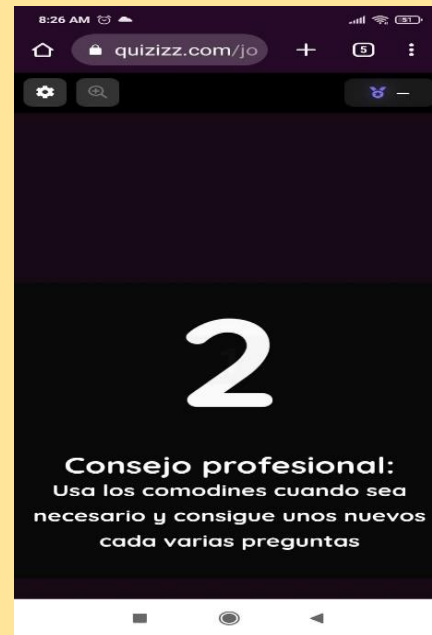 8:26 AM 51
quizizz.com/jo 5
2
Consejo profesional:
Usa los comodines cuando sea
necesario y consigue unos nuevos
cada varias preguntas